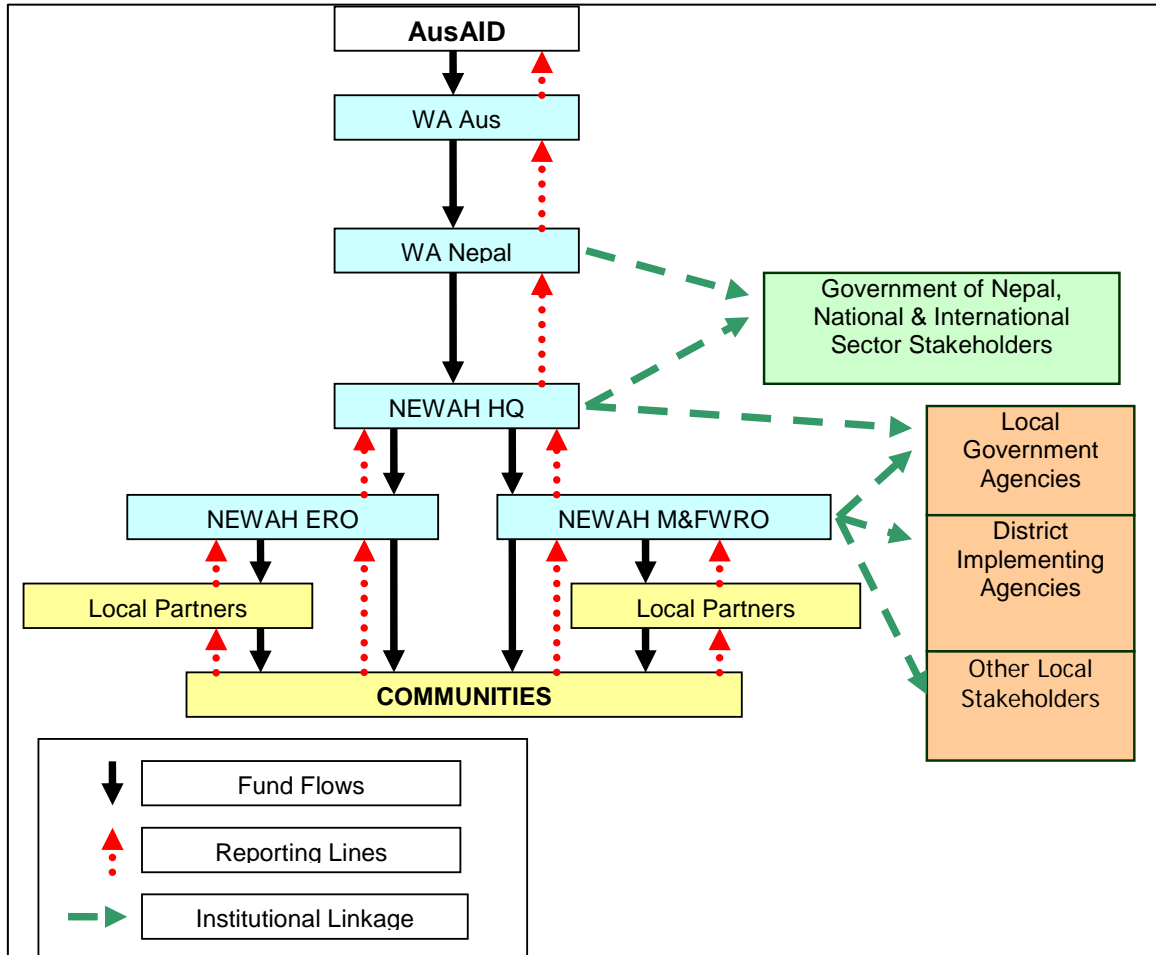 AusAID
WA Aus
WA Nepal
Government of Nepal,
National & International
Sector Stakeholders
NEWAH HQ
Local
Government
Agencies
NEWAH ERO
NEWAH M&FWRO
District
Implementing
Agencies
Local Partners
Local Partners
Other Local
Stakeholders
COMMUNITIES
Fund Flows
Reporting Lines
Institutional Linkage